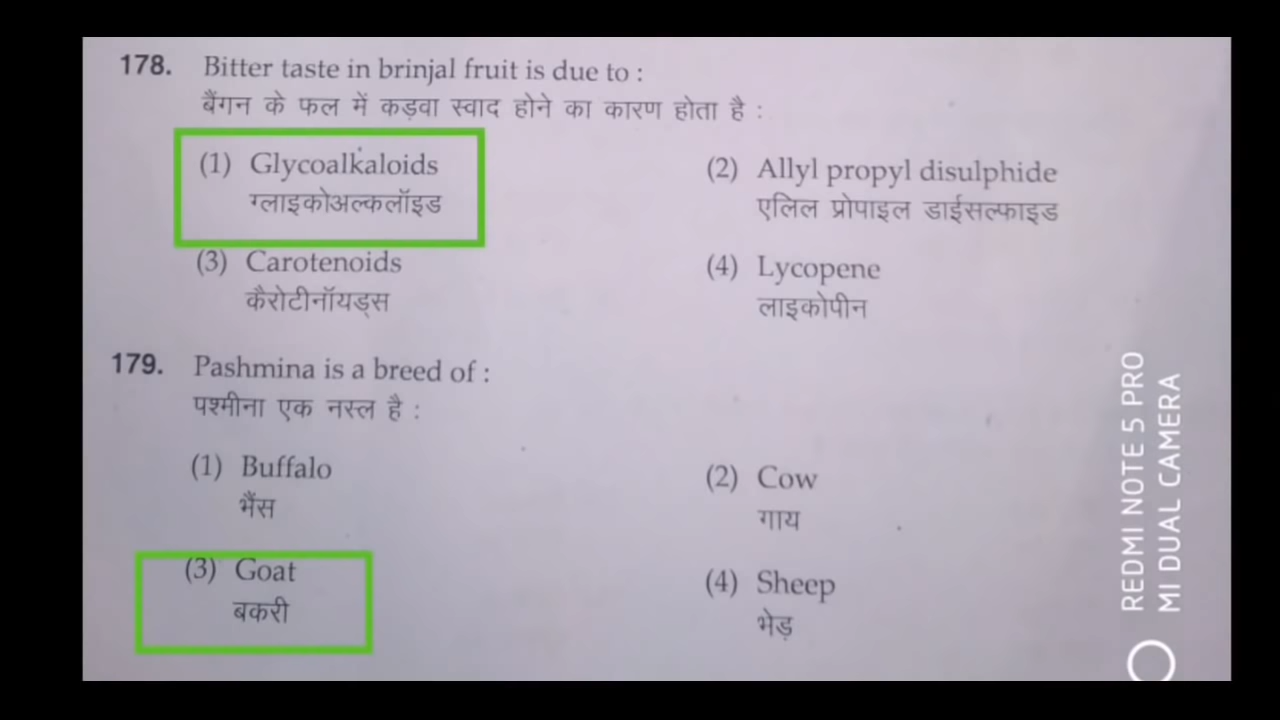 178. Bitter taste in brinjal fruit is due to :
बैंगन के फल में कड़वा स्वाद होने का कारण होता है :
(1) Glycoalkaloids
ग्लाइकोअल्कलॉइड
(2) Allyl propyl disulphide
एलिल प्रोपाइल डाईसल्फाइड
(3) Carotenoids
कैरोटीनॉयड्स
(4) Lycopene
लाइकोपीन
179. Pashmina is a breed of :
पश्मीना एक नस्ल है :
(1) Buffalo
भैंस
(2) Cow
गाय
(3) Goat
बकरी
(4) Sheep
भेड़
REDMI NOTE 5 PRO
MI DUAL CAMERA